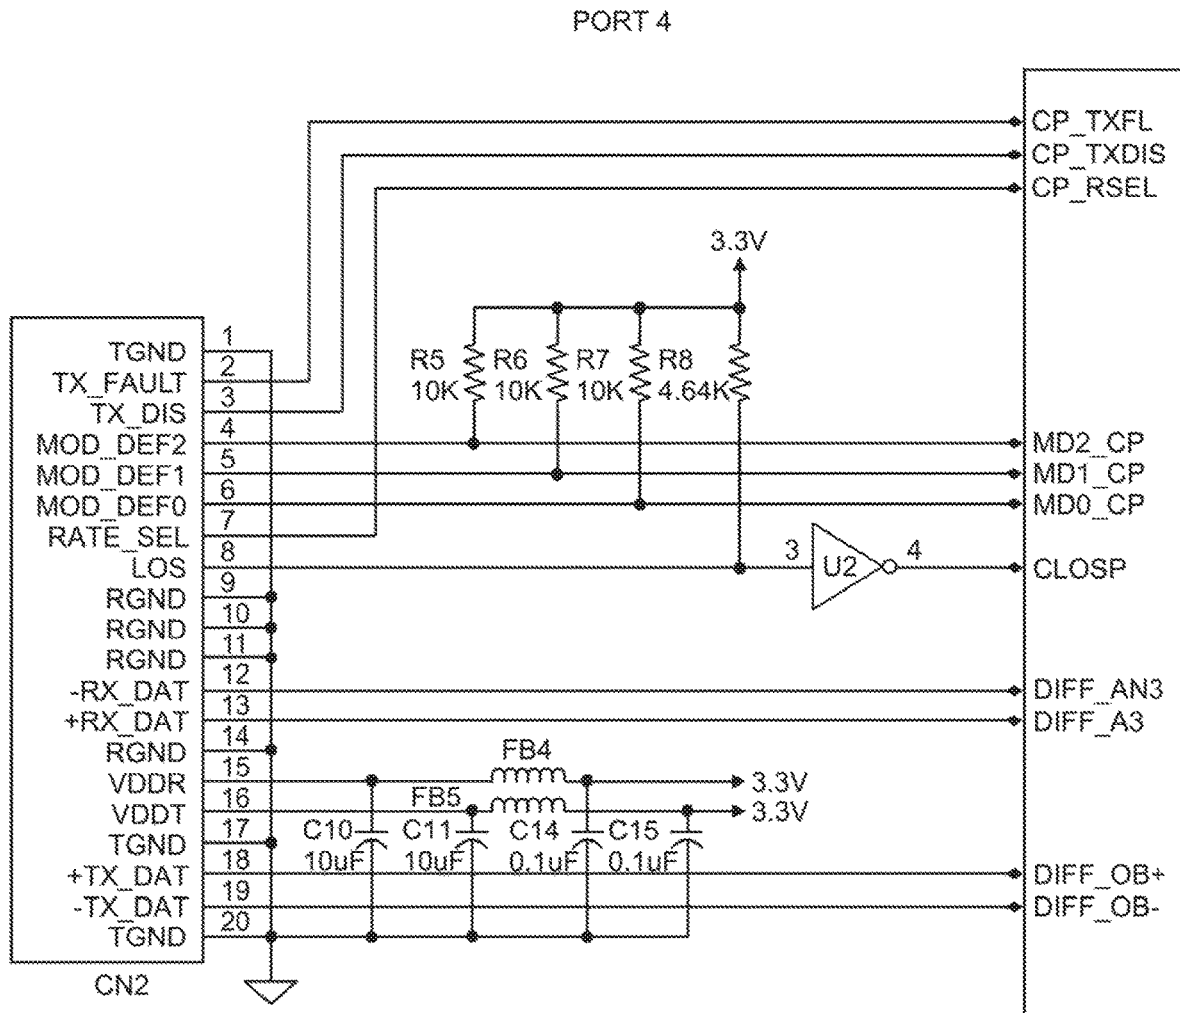 PORT 4
CP_TXFL
CP_TXDIS
CP_RSEL
3.3V
R5 R6 R7 R8
10K 10K 10K 4.64K
TGND 1
TX_FAULT 2
TX_DIS 3
MOD_DEF2 4 MD2_CP
MOD_DEF1 5 MD1_CP
MOD_DEF0 6 MD0_CP
RATE_SEL 7
LOS 8 3 U2 4 CLOSP
RGND 9
RGND 10
RGND 11
-RX_DAT 12 DIFF_AN3
+RX_DAT 13 DIFF_A3
RGND 14
FB4
VDDR 15 3.3V
VDDT 16 FB5 3.3V
TGND 17 C10 C11 C14 C15
10uF 10uF 0.1uF 0.1uF
+TX_DAT 18 DIFF_OB+
-TX_DAT 19 DIFF_OB-
TGND 20
CN2